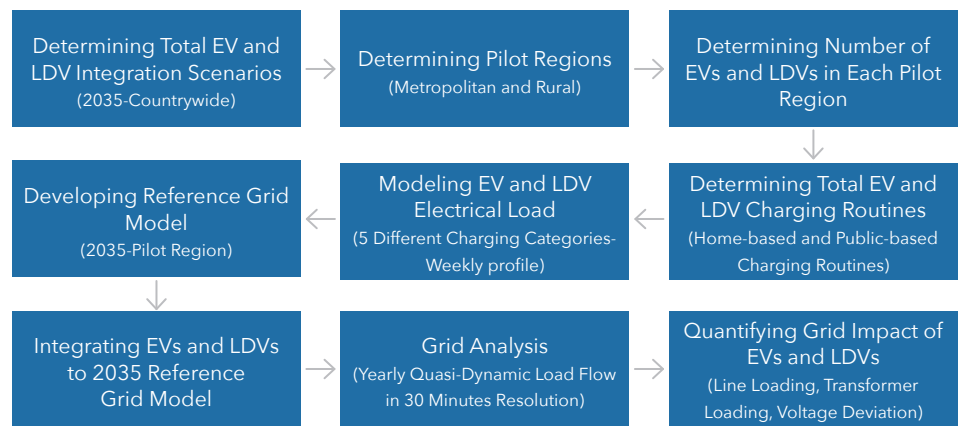 Determining Total EV and
LDV Integration Scenarios
(2035-Countrywide)
Determining Pilot Regions
(Metropolitan and Rural)
Determining Number of
EVs and LDVs in Each Pilot
Region
Determining Total EV and
LDV Charging Routines
(Home-based and Public-based
Charging Routines)
Modeling EV and LDV
Electrical Load
(5 Different Charging Categories-
Weekly profile)
Developing Reference Grid
Model
(2035-Pilot Region)
Integrating EVs and LDVs
to 2035 Reference
Grid Model
Grid Analysis
(Yearly Quasi-Dynamic Load Flow
in 30 Minutes Resolution)
Quantifying Grid Impact of
EVs and LDVs
(Line Loading, Transformer
Loading, Voltage Deviation)